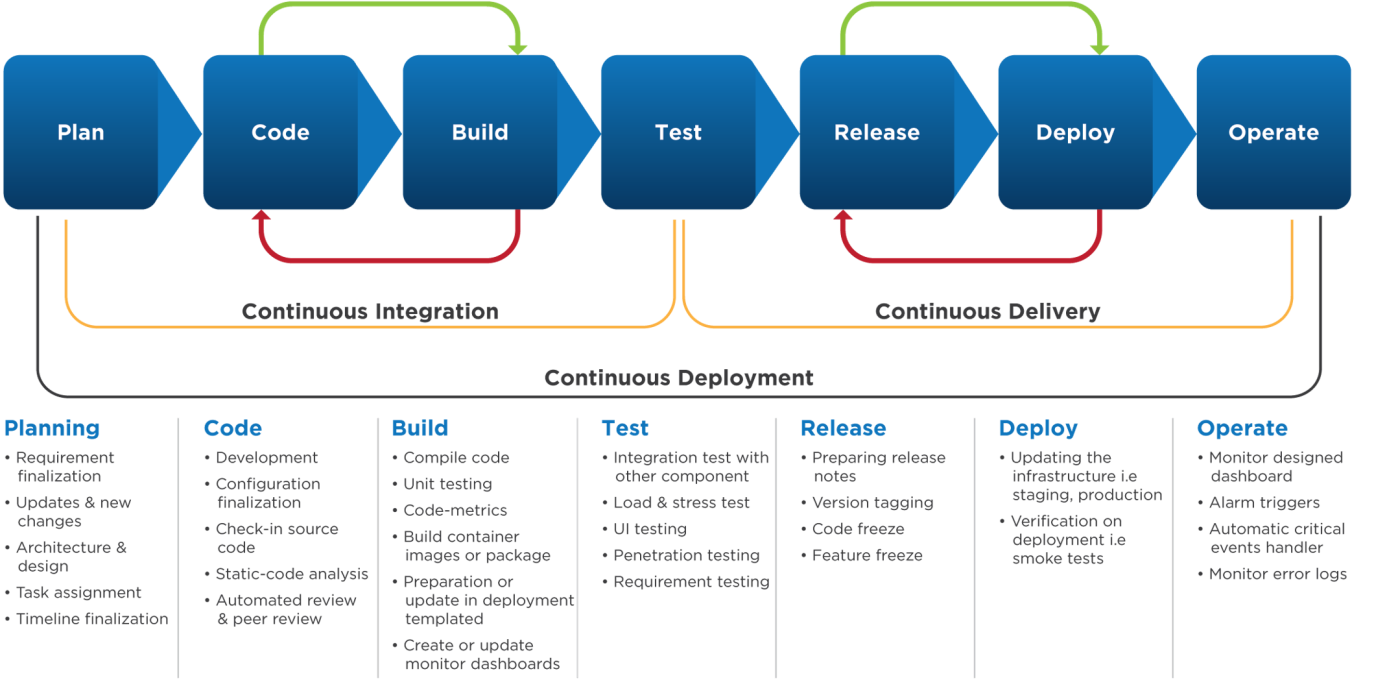 Plan
Code
Build
Test
Release
Deploy
Operate
Continuous Integration
Continuous Delivery
Continuous Deployment
Planning
• Requirement
finalization
• Updates & new
changes
• Architecture &
design
• Task assignment
• Timeline finalization
Code
• Development
• Configuration
finalization
• Check-in source
code
• Static-code analysis
• Automated review
& peer review
Build
• Compile code
• Unit testing
• Code-metrics
• Build container
images or package
• Preparation or
update in deployment
templated
• Create or update
monitor dashboards
Test
• Integration test with
other component
• Load & stress test
• UI testing
• Penetration testing
• Requirement testing
Release
• Preparing release
notes
• Version tagging
• Code freeze
• Feature freeze
Deploy
• Updating the
infrastructure i.e
staging, production
• Verification on
deployment i.e
smoke tests
Operate
• Monitor designed
dashboard
• Alarm triggers
• Automatic critical
events handler
• Monitor error logs